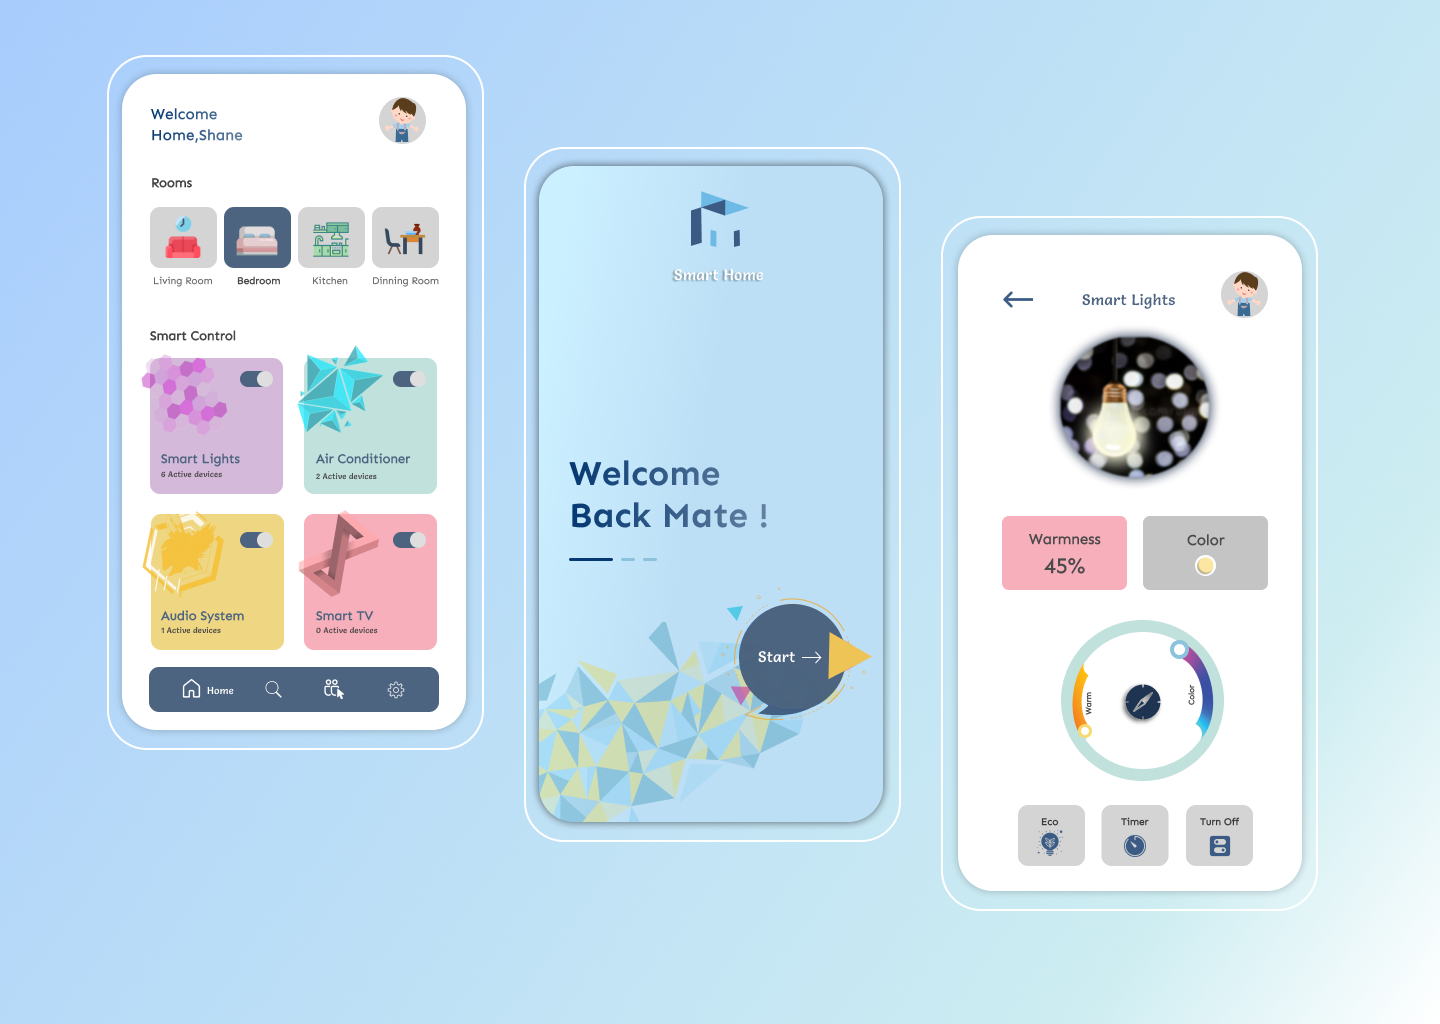 Welcome
Home,Shane
Rooms
Living Room
Bedroom
Kitchen
Dinning Room
Smart Control
Smart Lights
6 Active devices
Air Conditioner
2 Active devices
Audio System
1 Active devices
Smart TV
0 Active devices
Home
Smart Home
Welcome
Back Mate !
Start
Smart Lights
Warmness
45%
Color
Warm
Color
Eco
Timer
Turn Off